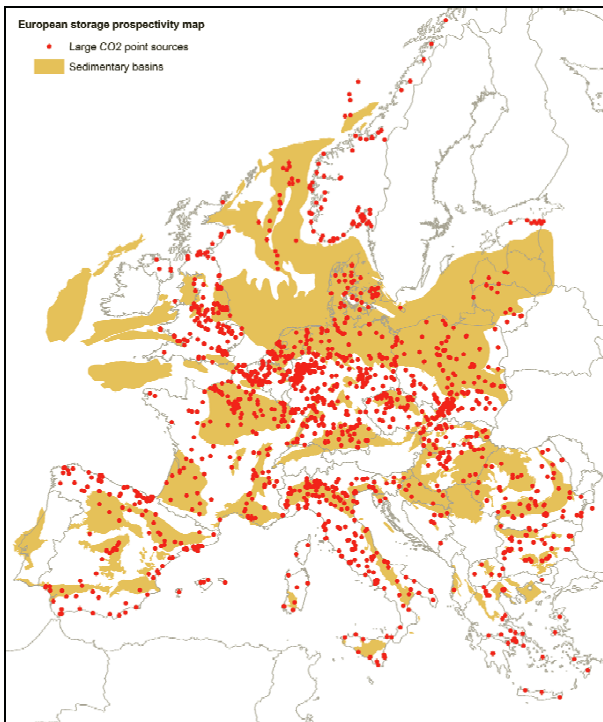 European storage prospectivity map
Large CO2 point sources
Sedimentary basins